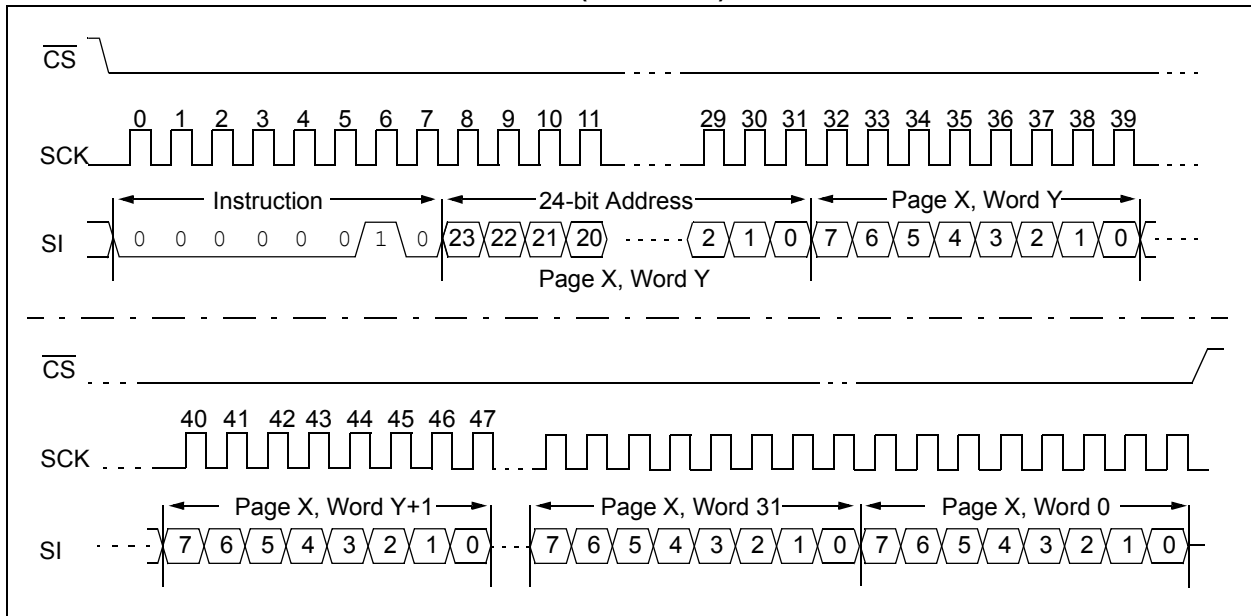 CS
0 1 2 3 4 5 6 7 8 9 10 11 29 30 31 32 33 34 35 36 37 38 39
SCK
Instruction 24-bit Address Page X, Word Y
SI 0 0 0 0 0 0 1 0 23 22 21 20 2 1 0 7 6 5 4 3 2 1 0
Page X, Word Y
CS
40 41 42 43 44 45 46 47
SCK
Page X, Word Y+1 Page X, Word 31 Page X, Word 0
SI 7 6 5 4 3 2 1 0 7 6 5 4 3 2 1 0 7 6 5 4 3 2 1 0